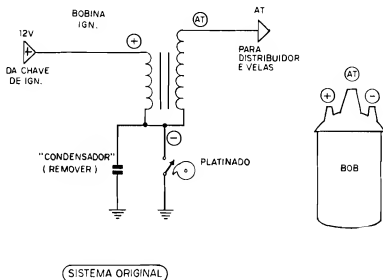 BOBINA
IGN.
12V
+
DA CHAVE
DE IGN.
+
AT
AT
PARA
DISTRIBUIDOR
E VELAS
−
"CONDENSADOR"
( REMOVER )
PLATINADO
AT
+
−
BOB
SISTEMA ORIGINAL